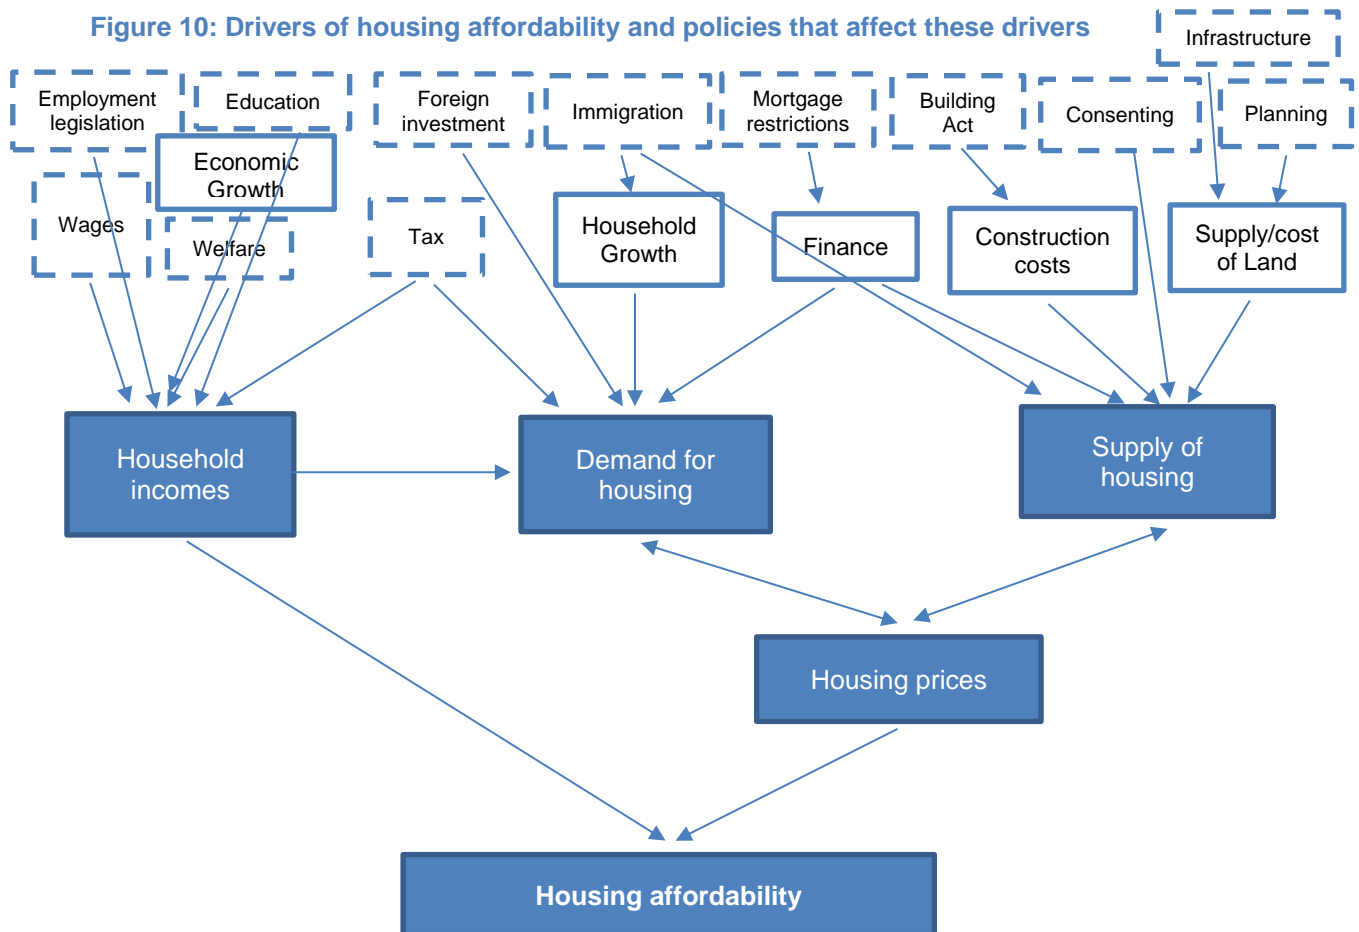 Figure 10: Drivers of housing affordability and policies that affect these drivers
Infrastructure
Employment
legislation
Education
Foreign
investment
Immigration
Mortgage
restrictions
Building
Act
Consenting
Planning
Economic
Growth
Wages
Welfare
Tax
Household
Growth
Finance
Construction
costs
Supply/cost
of Land
Household
incomes
Demand for
housing
Supply of
housing
Housing prices
Housing affordability